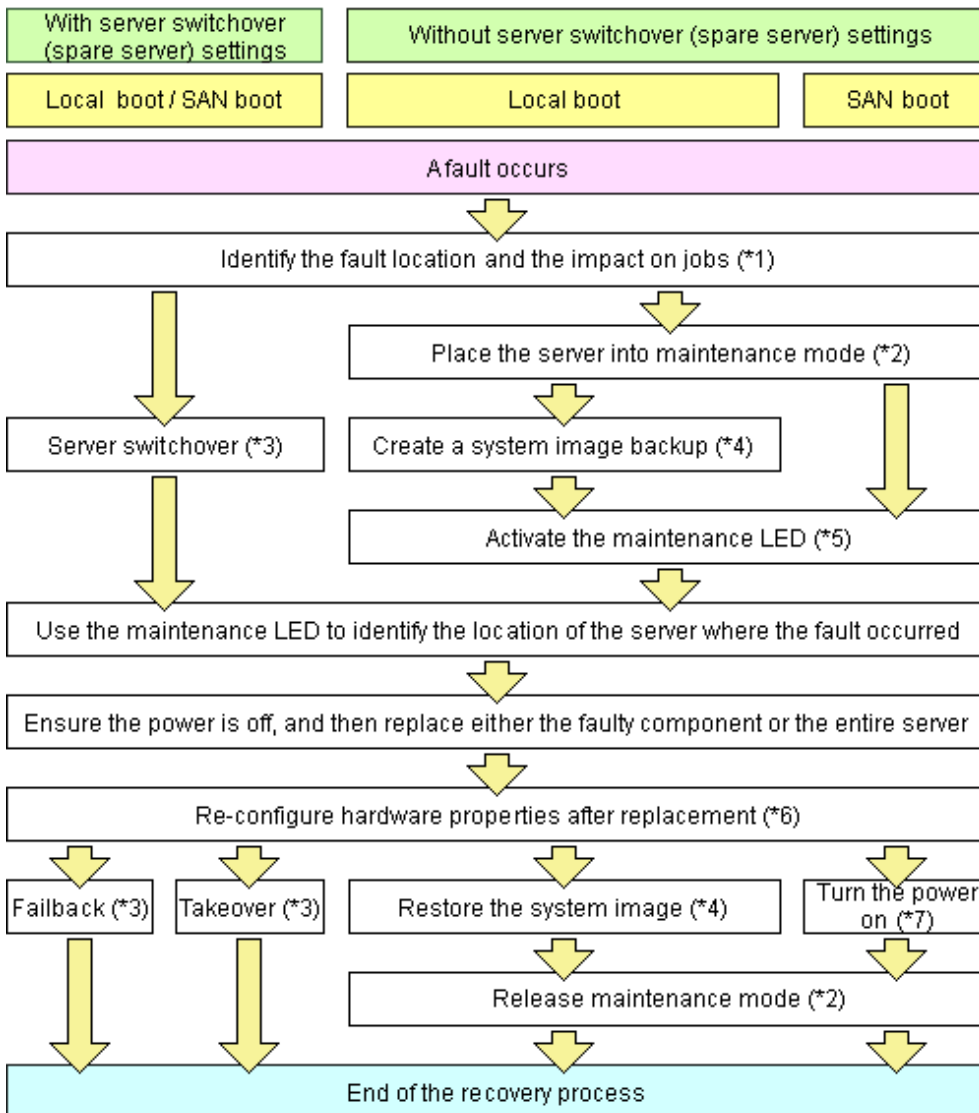 With server switchover
(spare server) settings
Without server switchover (spare server) settings
Local boot / SAN boot
Local boot
SAN boot
A fault occurs
Identify the fault location and the impact on jobs (*1)
Place the server into maintenance mode (*2)
Server switchover (*3)
Create a system image backup (*4)
Activate the maintenance LED (*5)
Use the maintenance LED to identify the location of the server where the fault occurred
Ensure the power is off, and then replace either the faulty component or the entire server
Re-configure hardware properties after replacement (*6)
Failback (*3)
Takeover (*3)
Restore the system image (*4)
Turn the power
on (*7)
Release maintenance mode (*2)
End of the recovery process